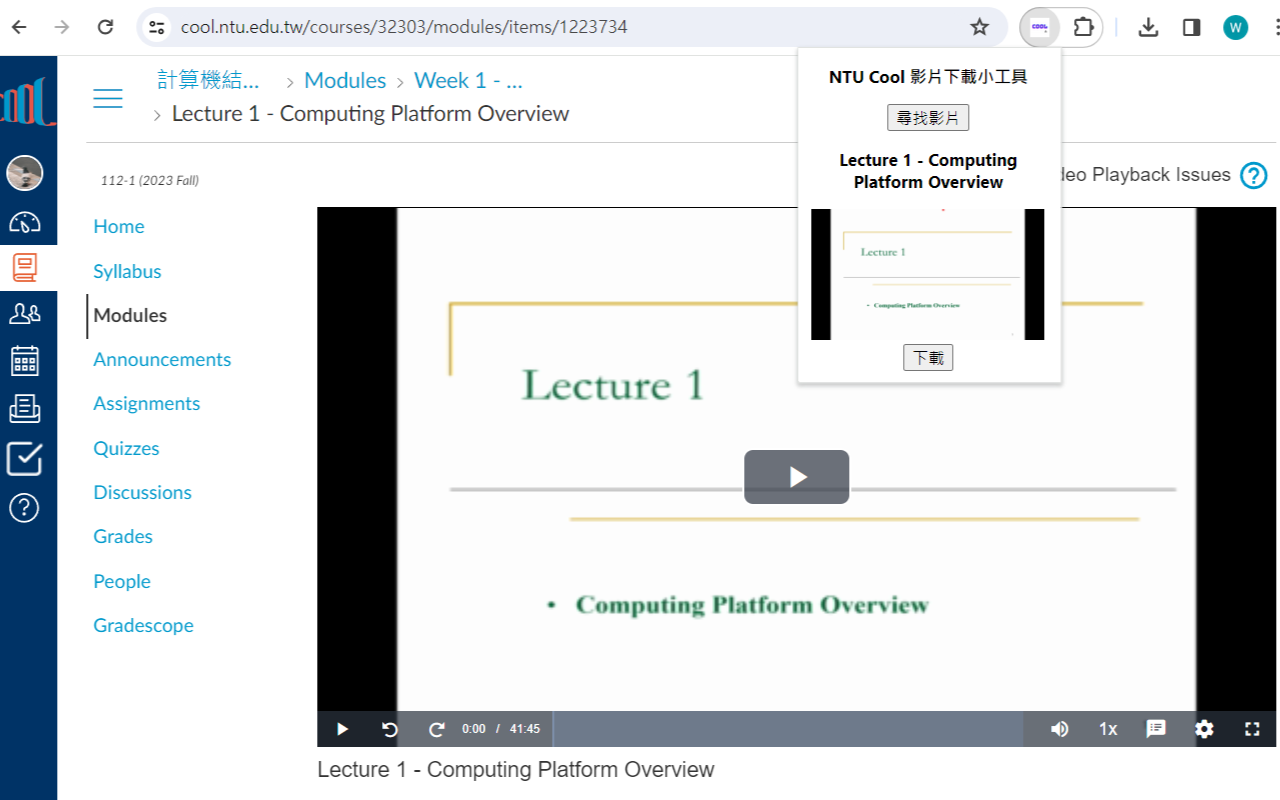 cool.ntu.edu.tw/courses/32303/modules/items/1223734
W
cool
計算機結... > Modules > Week 1 - ...
> Lecture 1 - Computing Platform Overview
NTU Cool 影片下載小工具
尋找影片
Lecture 1 - Computing
Platform Overview
Lecture 1
• Computing Platform Overview
下載
deo Playback Issues
112-1 (2023 Fall)
Home
Syllabus
Modules
Announcements
Assignments
Quizzes
Discussions
Grades
People
Gradescope
Lecture 1
• Computing Platform Overview
0:00 / 41:45
1x
Lecture 1 - Computing Platform Overview